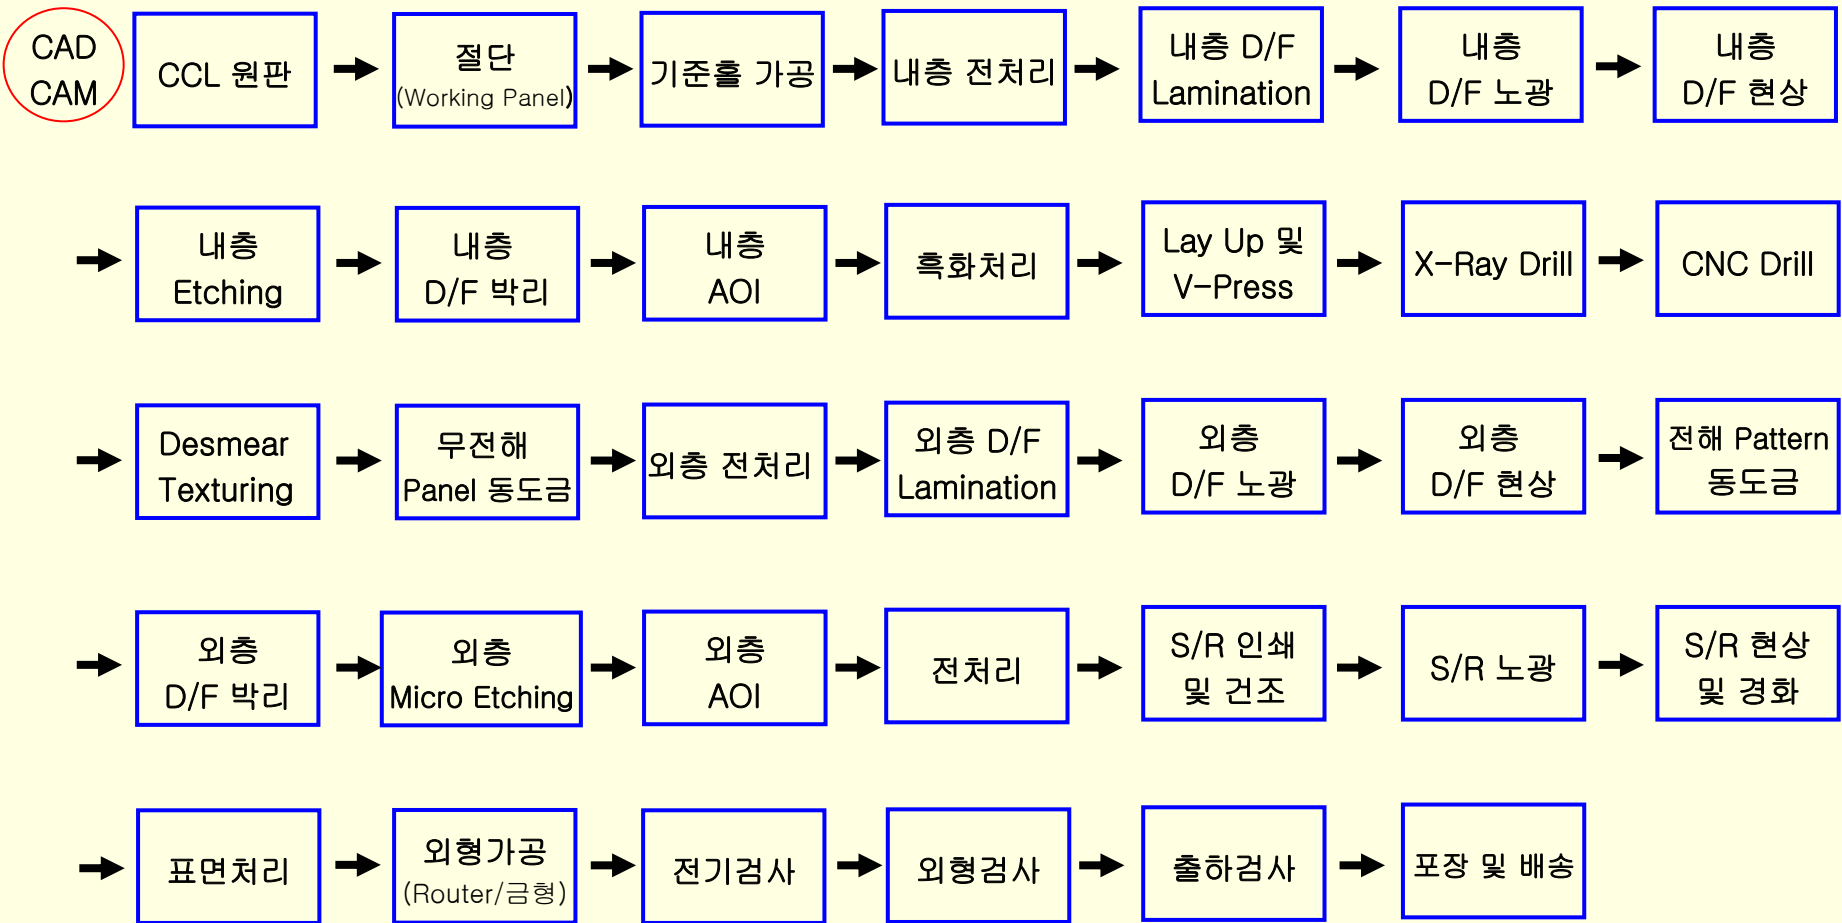 CAD
CAM
CCL 원판
절단
(Working Panel)
기준홀 가공
내층 전처리
내층 D/F
Lamination
내층
D/F 노광
내층
D/F 현상
내층
Etching
내층
D/F 박리
내층
AOI
흑화처리
Lay Up 및
V-Press
X-Ray Drill
CNC Drill
Desmear
Texturing
무전해
Panel 동도금
외층 전처리
외층 D/F
Lamination
외층
D/F 노광
외층
D/F 현상
전해 Pattern
동도금
외층
D/F 박리
외층
Micro Etching
외층
AOI
전처리
S/R 인쇄
및 건조
S/R 노광
S/R 현상
및 경화
표면처리
외형가공
(Router/금형)
전기검사
외형검사
출하검사
포장 및 배송